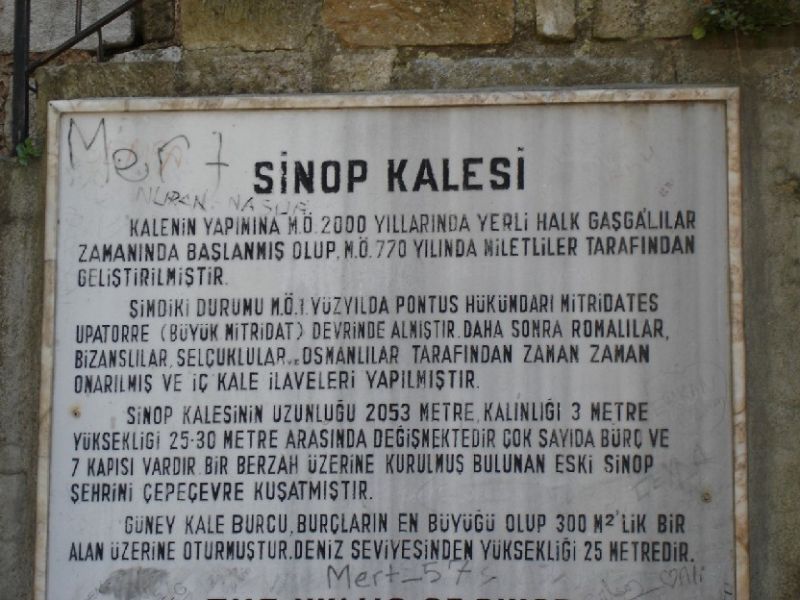 Mert
SİNOP KALESİ
NURAN
KALENİN YAPIMINA M.Ö. 2000 YILLARINDA YERLİ HALK GAŞGALILAR
ZAMANINDA BAŞLANMIŞ OLUP, M.Ö. 770 YILINDA MİLETLİLER TARAFINDAN
GELİŞTİRİLMİŞTİR.
ŞİMDİKİ DURUMU M.Ö. 1. YÜZYILDA PONTUS HÜKÜMDARI MİTRİDATES
UPATORRE (BÜYÜK MİTRİDAT) DEVRİNDE ALMIŞTIR. DAHA SONRA ROMALILAR,
BİZANSLILAR, SELÇUKLULAR VE OSMANLILAR TARAFINDAN ZAMAN ZAMAN
ONARILMIŞ VE İÇ KALE İLAVELERİ YAPILMIŞTIR.
SİNOP KALESİNİN UZUNLUĞU 2053 METRE, KALINLIĞI 3 METRE
YÜKSEKLİĞİ 25-30 METRE ARASINDA DEĞİŞMEKTEDİR ÇOK SAYIDA BURÇ VE
7 KAPISI VARDIR. BİR BERZAH ÜZERİNE KURULMUŞ BULUNAN ESKİ SİNOP
ŞEHRİNİ ÇEPEÇEVRE KUŞATMIŞTIR.
GÜNEY KALE BURCU, BURÇLARIN EN BÜYÜĞÜ OLUP 300 M²'LİK BİR
ALAN ÜZERİNE OTURMUŞTUR. DENİZ SEVİYESİNDEN YÜKSEKLİĞİ 25 METREDİR.
Mert_57